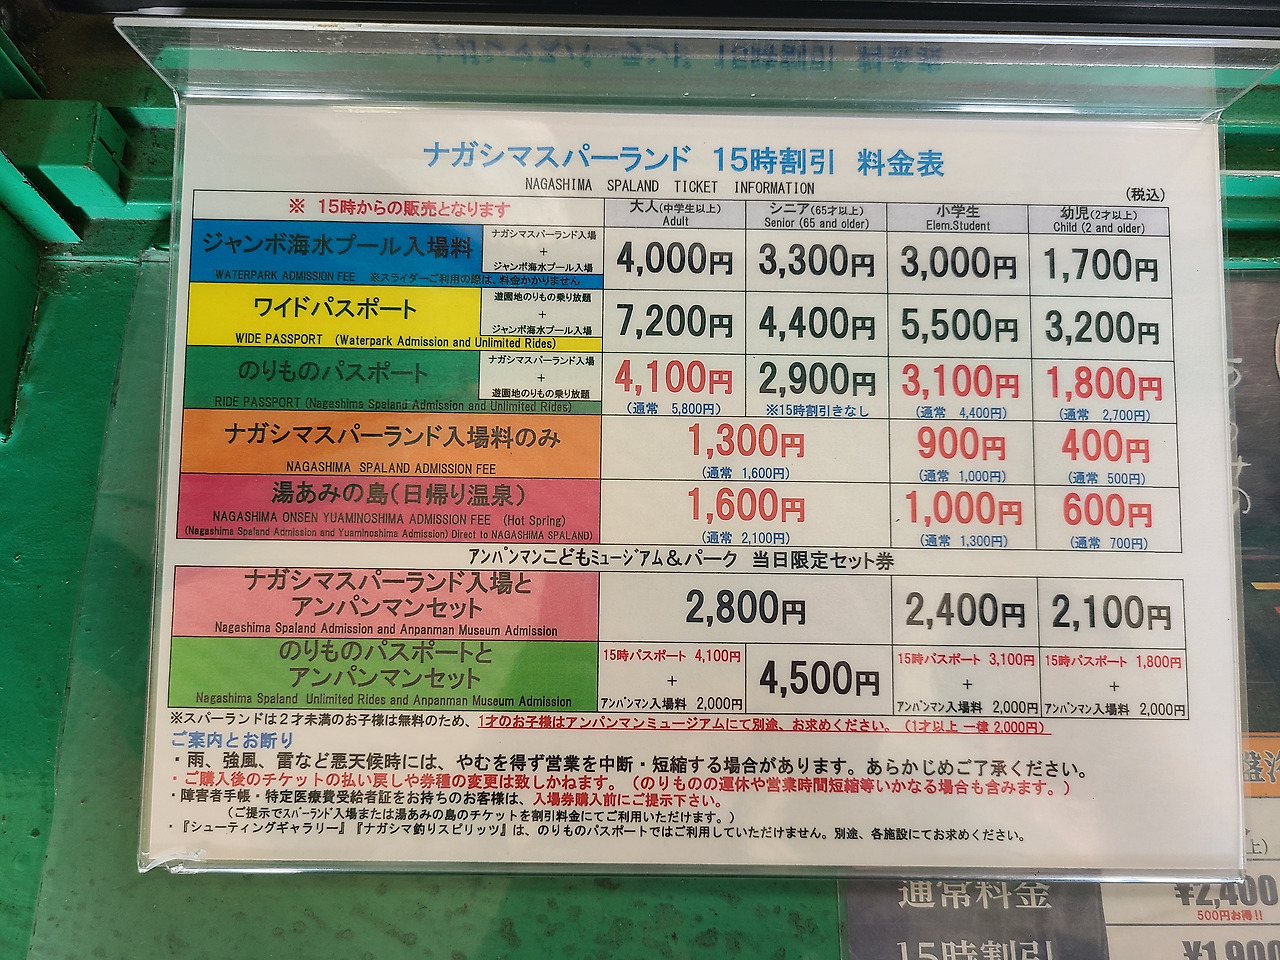 ナガシマスパーランド 15時割引 料金表
NAGASHIMA SPALAND TICKET INFORMATION
(税込)
※ 15時からの販売となります
大人(中学生以上)
Adult
シニア(65才以上)
Senior (65 and older)
小学生
Elem.Student
幼児(2才以上)
Child (2 and older)
ジャンボ海水プール入場料
ナガシマスパーランド入場
+
ジャンボ海水プール入場
WATERPARK ADMISSION FEE ※スライダーご利用の際は、料金かかりません
4,000円 3,300円 3,000円 1,700円
ワイドパスポート
遊園地のりもの乗り放題
+
ジャンボ海水プール入場
WIDE PASSPORT (Waterpark Admission and Unlimited Rides)
7,200円 4,400円 5,500円 3,200円
のりものパスポート
ナガシマスパーランド入場
+
遊園地のりもの乗り放題
RIDE PASSPORT (Nagashima Spaland Admission and Unlimited Rides)
4,100円 2,900円 3,100円 1,800円
(通常 5,800円) ※15時割引きなし (通常 4,400円) (通常 2,700円)
ナガシマスパーランド入場料のみ
NAGASHIMA SPALAND ADMISSION FEE
1,300円 900円 400円
(通常 1,600円) (通常 1,000円) (通常 500円)
湯あみの島(日帰り温泉)
NAGASHIMA ONSEN YUAMINOSHIMA ADMISSION FEE (Hot Spring)
(Nagashima Spaland Admission and Yuaminoshima Admission) Direct to NAGASHIMA SPALAND)
1,600円 1,000円 600円
(通常 2,100円) (通常 1,300円) (通常 700円)
アンパンマンこどもミュージアム&パーク 当日限定セット券
ナガシマスパーランド入場と
アンパンマンセット
Nagashima Spaland Admission and Anpanman Museum Admission
2,800円 2,400円 2,100円
のりものパスポートと
アンパンマンセット
Nagashima Spaland Unlimited Rides and Anpanman Museum Admission
15時パスポート 4,100円
+
アンパンマン入場料 2,000円
4,500円
15時パスポート 3,100円
+
アンパンマン入場料 2,000円
15時パスポート 1,800円
+
アンパンマン入場料 2,000円
※スパーランドは2才未満のお子様は無料のため、1才のお子様はアンパンマンミュージアムにて別途、お求めください。(1才以上 一律 2,000円)
ご案内とお断り
・雨、強風、雷など悪天候時には、やむを得ず営業を中断・短縮する場合があります。あらかじめご了承ください。
・ご購入後のチケットの払い戻しや券種の変更は致しかねます。(のりものの運休や営業時間短縮等いかなる場合も含みます。)
・障害者手帳・特定医療費受給者証をお持ちのお客様は、入場券購入前にご提示下さい。
(ご提示でスパーランド入場または湯あみの島のチケットを割引料金にてご利用いただけます。)
・『シューティングギャラリー』『ナガシマ釣りスピリッツ』は、のりものパスポートではご利用していただけません。別途、各施設にてお求めください。
上)
通常料金 ¥2,400
500円お得!!
15時割引 ¥1,900